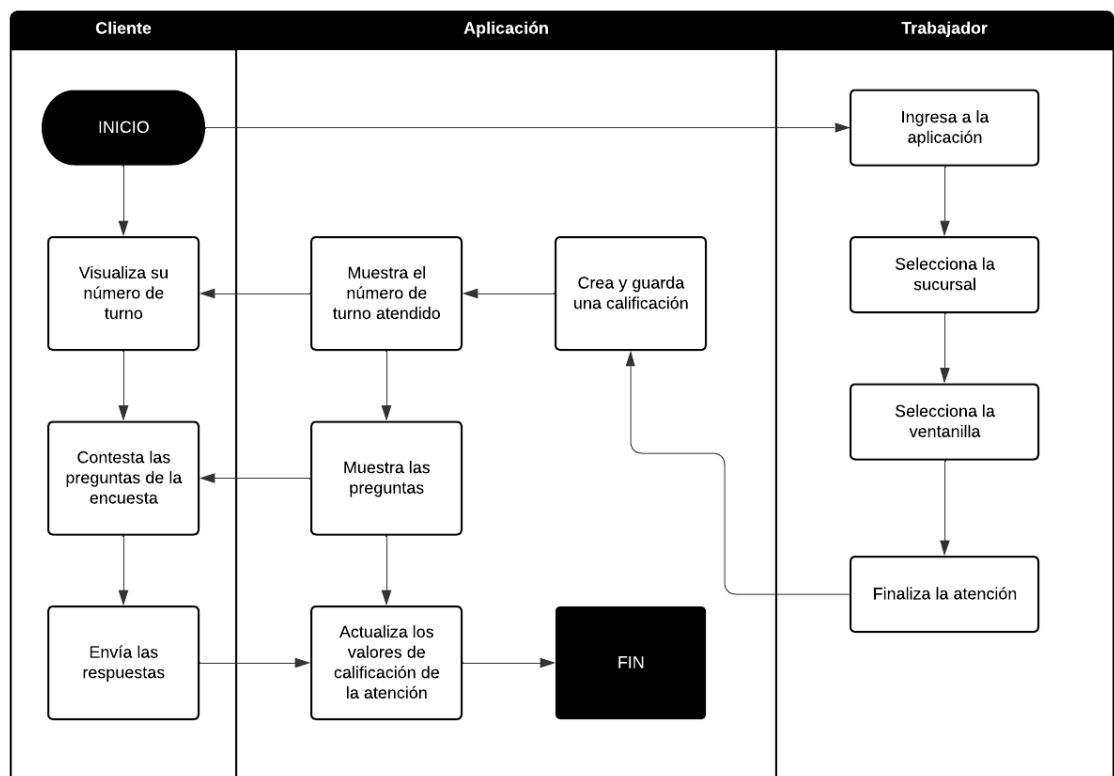 Cliente
Aplicación
Trabajador
INICIO
Ingresa a la
aplicación
Visualiza su
número de
turno
Muestra el
número de
turno atendido
Crea y guarda
una calificación
Selecciona la
sucursal
Contesta las
preguntas de la
encuesta
Muestra las
preguntas
Selecciona la
ventanilla
Finaliza la atención
Envía las
respuestas
Actualiza los
valores de
calificación de
la atención
FIN